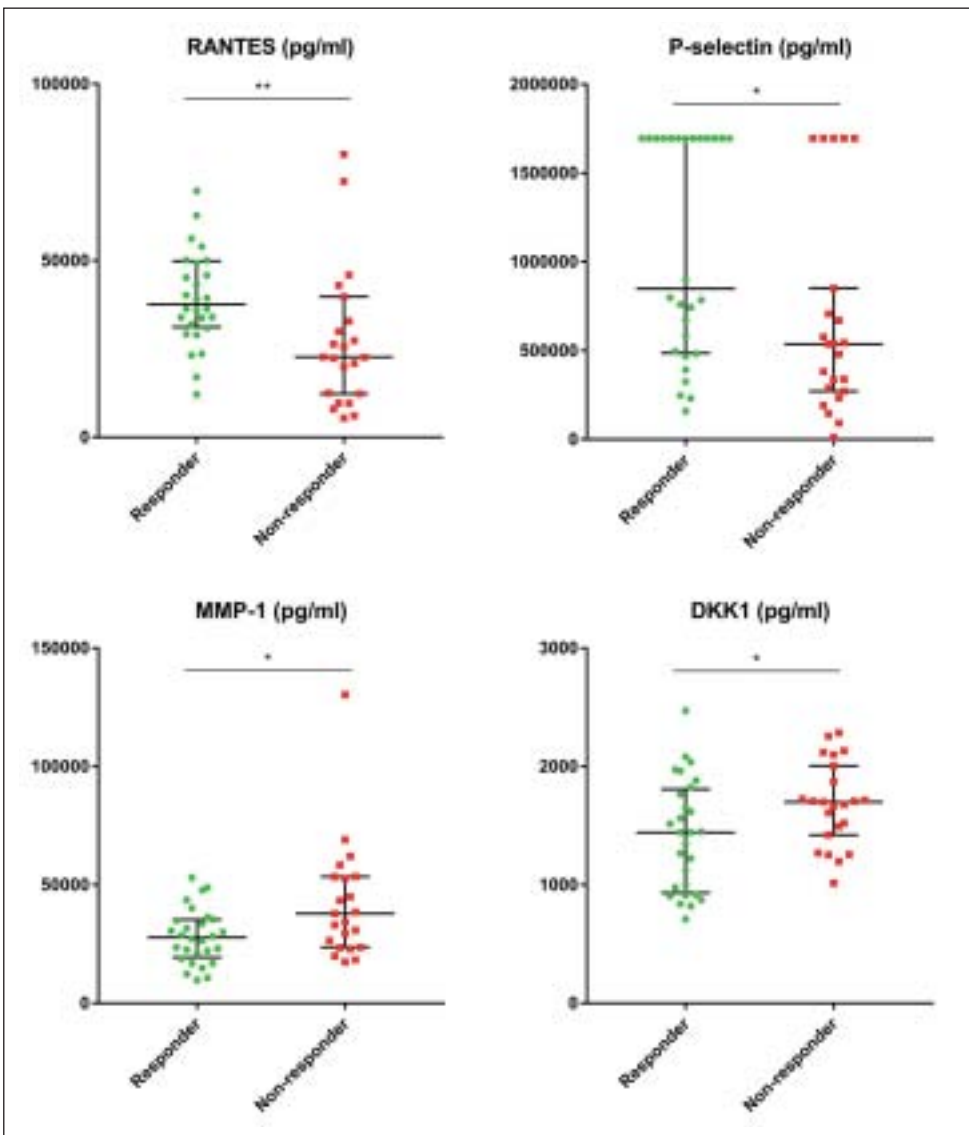 RANTES (pg/ml)
100000
**
50000
0
Responder
Non-responder
P-selectin (pg/ml)
2000000
*
1500000
1000000
500000
0
Responder
Non-responder
MMP-1 (pg/ml)
150000
*
100000
50000
0
Responder
Non-responder
DKK1 (pg/ml)
3000
*
2000
1000
0
Responder
Non-responder